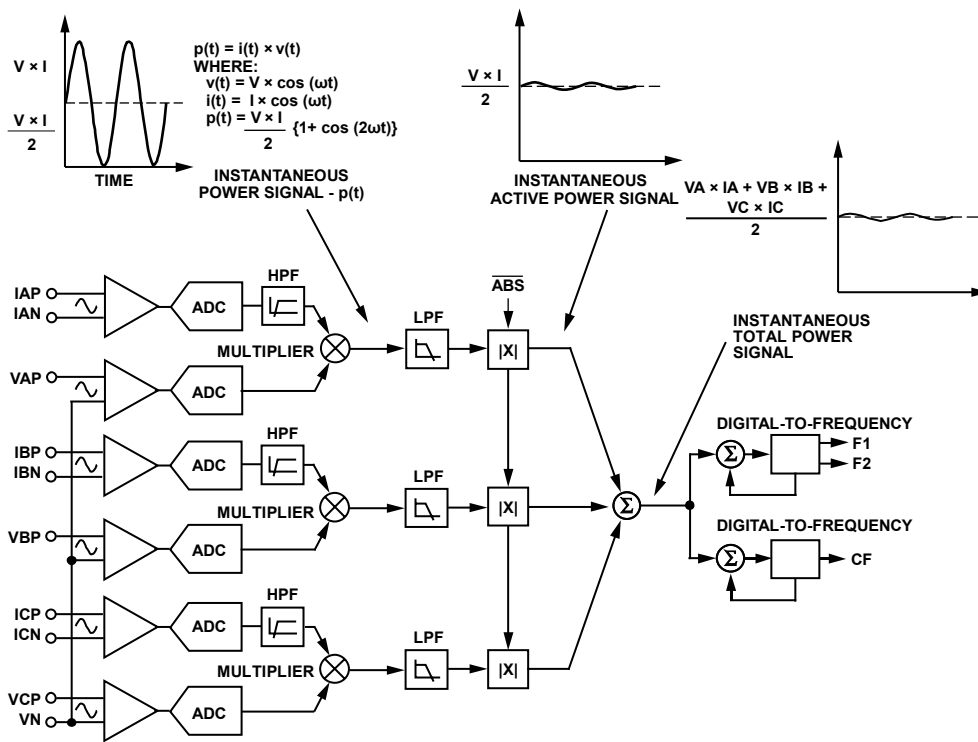 V × I
V × I
2
TIME
p(t) = i(t) × v(t)
WHERE:
v(t) = V × cos (ωt)
i(t) = I × cos (ωt)
p(t) = V × I
2
{1+ cos (2ωt)}
INSTANTANEOUS
POWER SIGNAL - p(t)
V × I
2
INSTANTANEOUS
ACTIVE POWER SIGNAL
VA × IA + VB × IB +
VC × IC
2
INSTANTANEOUS
TOTAL POWER
SIGNAL
IAP
IAN
ADC
HPF
MULTIPLIER
LPF
ABS
|X|
VAP
ADC
IBP
IBN
ADC
HPF
MULTIPLIER
LPF
|X|
VBP
ADC
ICP
ICN
ADC
HPF
MULTIPLIER
LPF
|X|
VCP
VN
ADC
Σ
DIGITAL-TO-FREQUENCY
Σ
F1
F2
DIGITAL-TO-FREQUENCY
Σ
CF